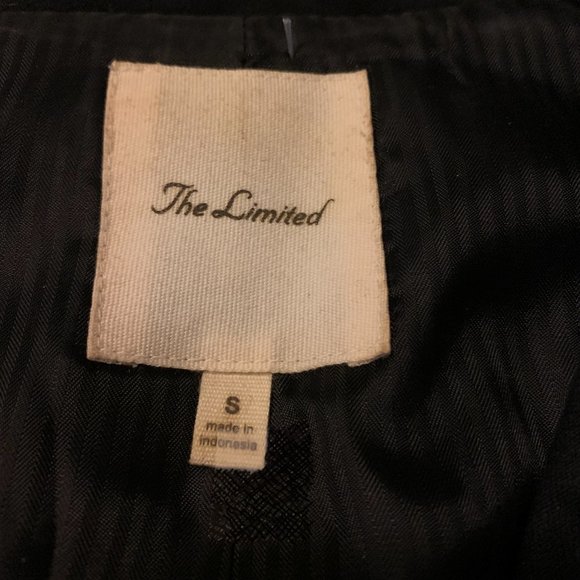 The Limited
S
made in
indonesia